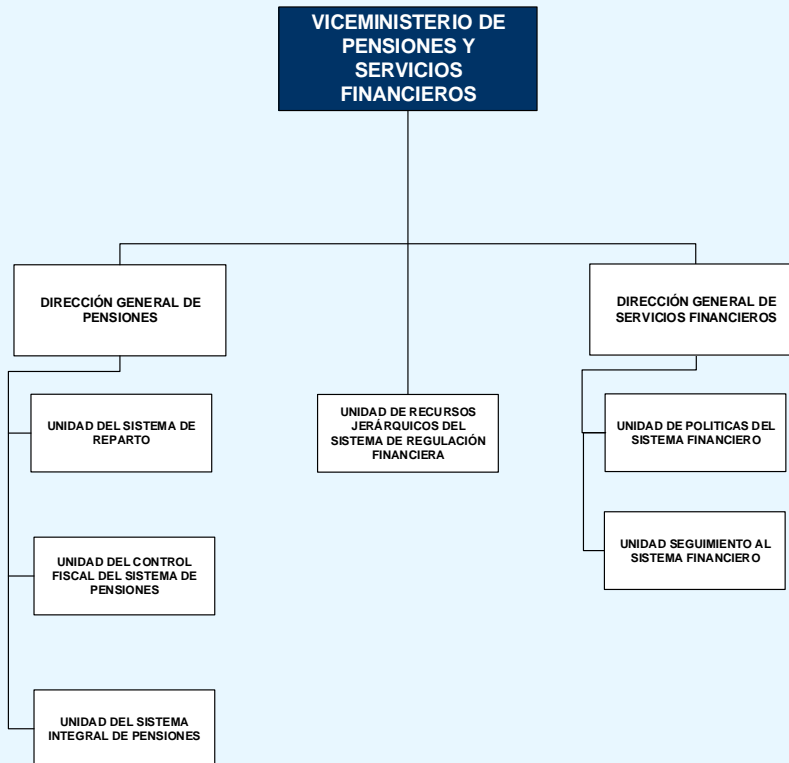 VICEMINISTERIO DE
PENSIONES Y
SERVICIOS
FINANCIEROS
DIRECCIÓN GENERAL DE
PENSIONES
DIRECCIÓN GENERAL DE
SERVICIOS FINANCIEROS
UNIDAD DEL SISTEMA DE
REPARTO
UNIDAD DE RECURSOS
JERÁRQUICOS DEL
SISTEMA DE REGULACIÓN
FINANCIERA
UNIDAD DE POLITICAS DEL
SISTEMA FINANCIERO
UNIDAD DEL CONTROL
FISCAL DEL SISTEMA DE
PENSIONES
UNIDAD SEGUIMIENTO AL
SISTEMA FINANCIERO
UNIDAD DEL SISTEMA
INTEGRAL DE PENSIONES